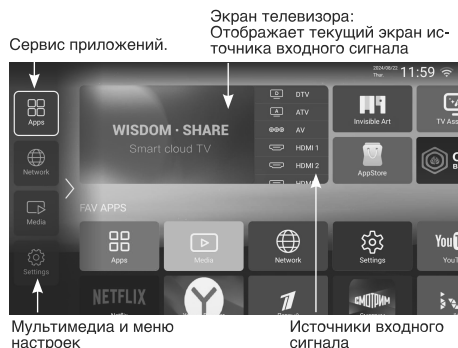 Экран телевизора:
Отображает текущий экран ис-
точника входного сигнала
Сервис приложений.
2024/08/22
Thur.
11:59
Apps
Network
Media
Settings
WISDOM · SHARE
Smart cloud TV
DTV
ATV
AV
HDMI 1
HDMI 2
Invisible Art
TV Ass
AppStore
FAV APPS
Apps
Media
Network
Settings
YouT
NETFLIX
СМОТРИМ
Мультимедиа и меню
настроек
Источники входного
сигнала